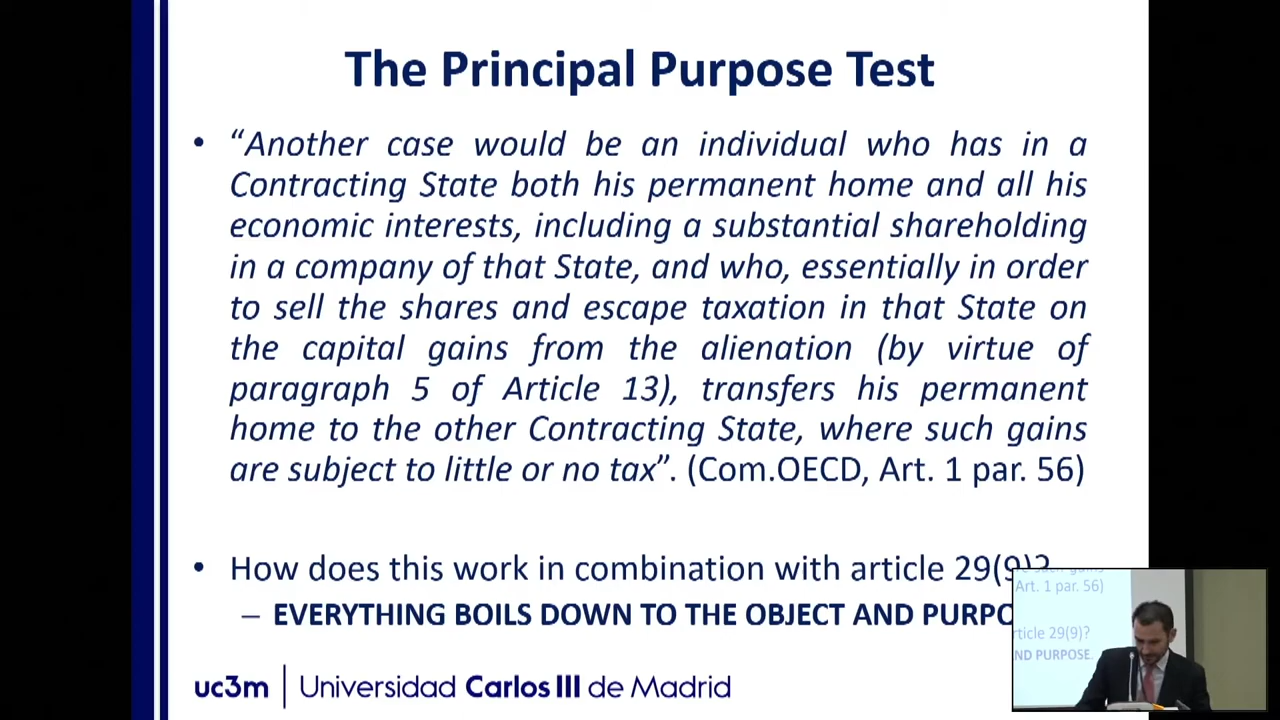 The Principal Purpose Test
• “Another case would be an individual who has in a
Contracting State both his permanent home and all his
economic interests, including a substantial shareholding
in a company of that State, and who, essentially in order
to sell the shares and escape taxation in that State on
the capital gains from the alienation (by virtue of
paragraph 5 of Article 13), transfers his permanent
home to the other Contracting State, where such gains
are subject to little or no tax”. (Com.OECD, Art. 1 par. 56)
• How does this work in combination with article 29(9)?
– EVERYTHING BOILS DOWN TO THE OBJECT AND PURPO
such gains
Art. 1 par. 56)
rticle 29(9)?
ND PURPOSE.
uc3m | Universidad Carlos III de Madrid